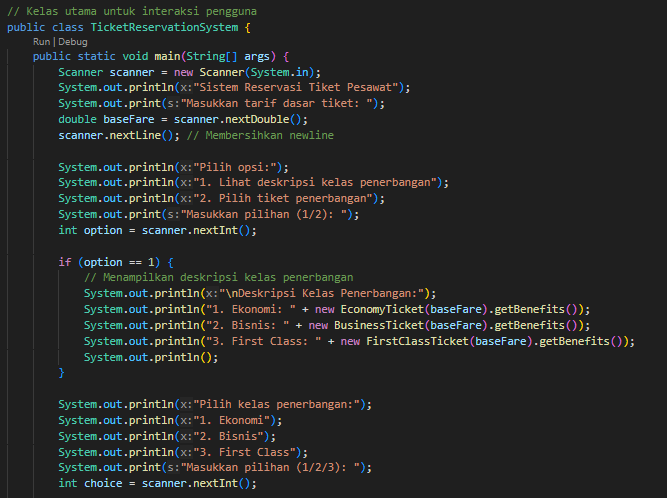 // Kelas utama untuk interaksi pengguna
public class TicketReservationSystem {
Run | Debug
public static void main(String[] args) {
Scanner scanner = new Scanner(System.in);
System.out.println(x:"Sistem Reservasi Tiket Pesawat");
System.out.print(s:"Masukkan tarif dasar tiket: ");
double baseFare = scanner.nextDouble();
scanner.nextLine(); // Membersihkan newline
System.out.println(x:"Pilih opsi:");
System.out.println(x:"1. Lihat deskripsi kelas penerbangan");
System.out.println(x:"2. Pilih tiket penerbangan");
System.out.print(s:"Masukkan pilihan (1/2): ");
int option = scanner.nextInt();
if (option == 1) {
// Menampilkan deskripsi kelas penerbangan
System.out.println(x:"\nDeskripsi Kelas Penerbangan:");
System.out.println("1. Ekonomi: " + new EconomyTicket(baseFare).getBenefits());
System.out.println("2. Bisnis: " + new BusinessTicket(baseFare).getBenefits());
System.out.println("3. First Class: " + new FirstClassTicket(baseFare).getBenefits());
System.out.println();
}
System.out.println(x:"Pilih kelas penerbangan:");
System.out.println(x:"1. Ekonomi");
System.out.println(x:"2. Bisnis");
System.out.println(x:"3. First Class");
System.out.print(s:"Masukkan pilihan (1/2/3): ");
int choice = scanner.nextInt();